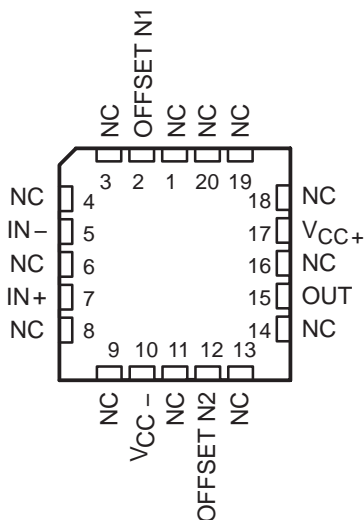 NC
OFFSET N1
NC
NC
NC
3
2
1
20
19
NC
4
18
NC
IN−
5
17
VCC+
NC
6
16
NC
IN+
7
15
OUT
NC
8
14
NC
9
10
11
12
13
NC
VCC −
NC
OFFSET N2
NC